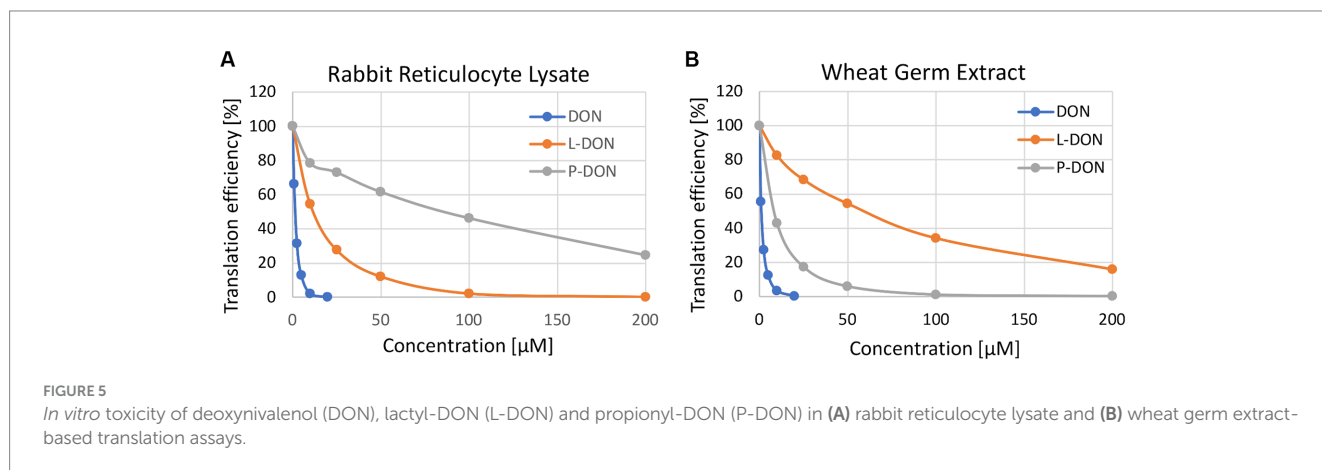 A
Rabbit Reticulocyte Lysate
Translation efficiency [%]
120
100
80
60
40
20
0
DON
L-DON
P-DON
0 50 100 150 200
Concentration [µM]
B
Wheat Germ Extract
Translation efficiency [%]
120
100
80
60
40
20
0
DON
L-DON
P-DON
0 50 100 150 200
Concentration [µM]
FIGURE 5
In vitro toxicity of deoxynivalenol (DON), lactyl-DON (L-DON) and propionyl-DON (P-DON) in (A) rabbit reticulocyte lysate and (B) wheat germ extract-
based translation assays.